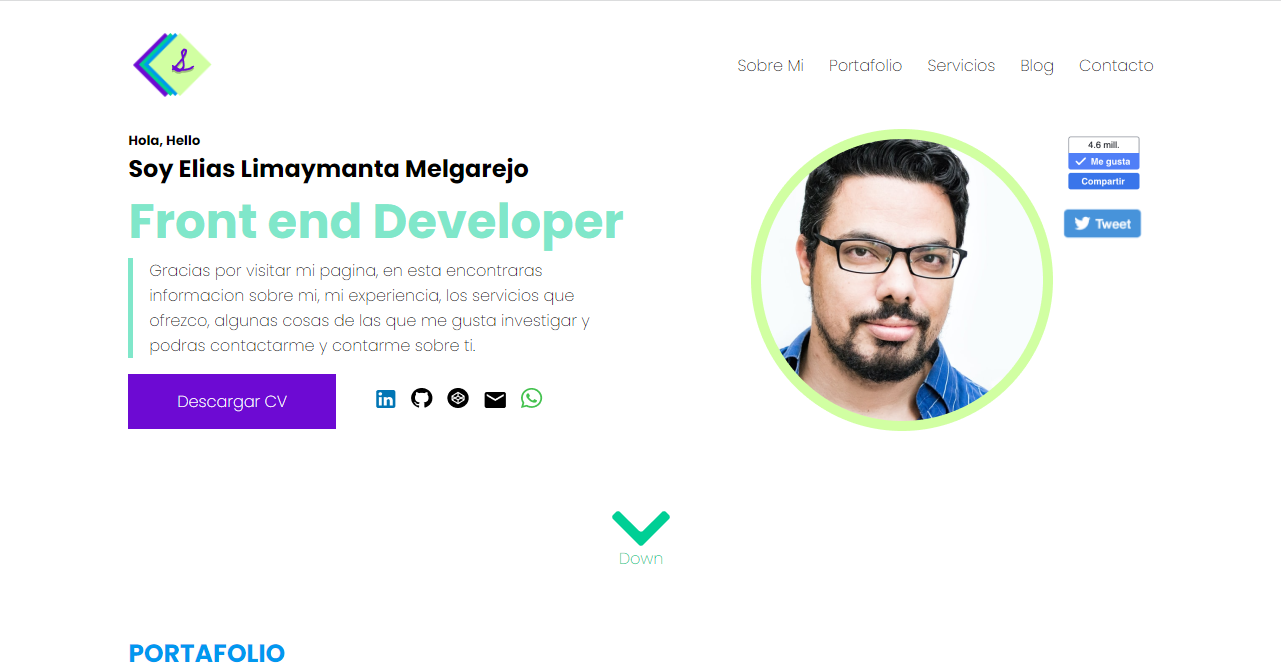 S
Sobre Mi
Portafolio
Servicios
Blog
Contacto
Hola, Hello
Soy Elias Limaymanta Melgarejo
Front end Developer
Gracias por visitar mi pagina, en esta encontraras
informacion sobre mi, mi experiencia, los servicios que
ofrezco, algunas cosas de las que me gusta investigar y
podras contactarme y contarme sobre ti.
Descargar CV
in
4.6 mill.
Me gusta
Compartir
Tweet
Down
PORTAFOLIO